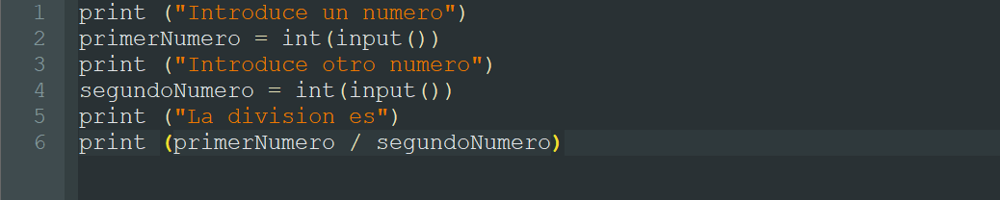 1 print ("Introduce un numero")
2 primerNumero = int(input())
3 print ("Introduce otro numero")
4 segundoNumero = int(input())
5 print ("La division es")
6 print (primerNumero / segundoNumero)